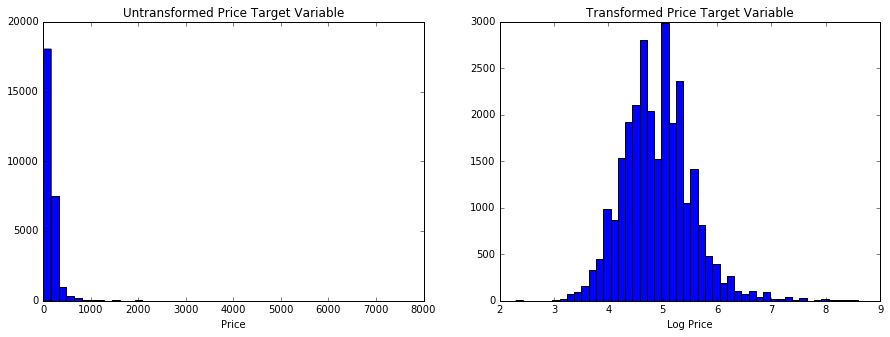 Untransformed Price Target Variable
20000
15000
10000
5000
0
0 1000 2000 3000 4000 5000 6000 7000 8000
Price
Transformed Price Target Variable
3000
2500
2000
1500
1000
500
0
2 3 4 5 6 7 8 9
Log Price